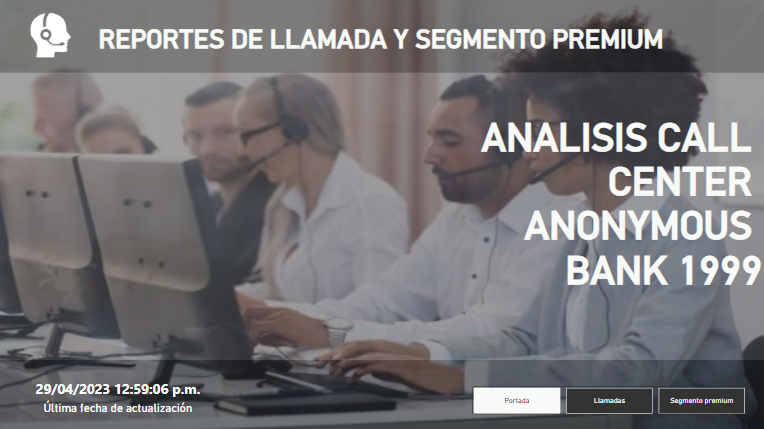 REPORTES DE LLAMADA Y SEGMENTO PREMIUM
ANALISIS CALL
CENTER
ANONYMOUS
BANK 1999
29/04/2023 12:59:06 p.m.
Última fecha de actualización
Portada
Llamadas
Segmento premium